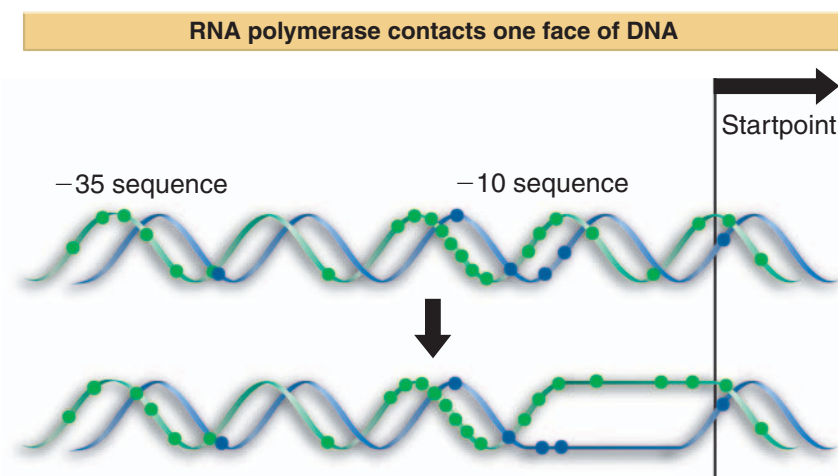 RNA polymerase contacts one face of DNA
Startpoint
−35 sequence
−10 sequence